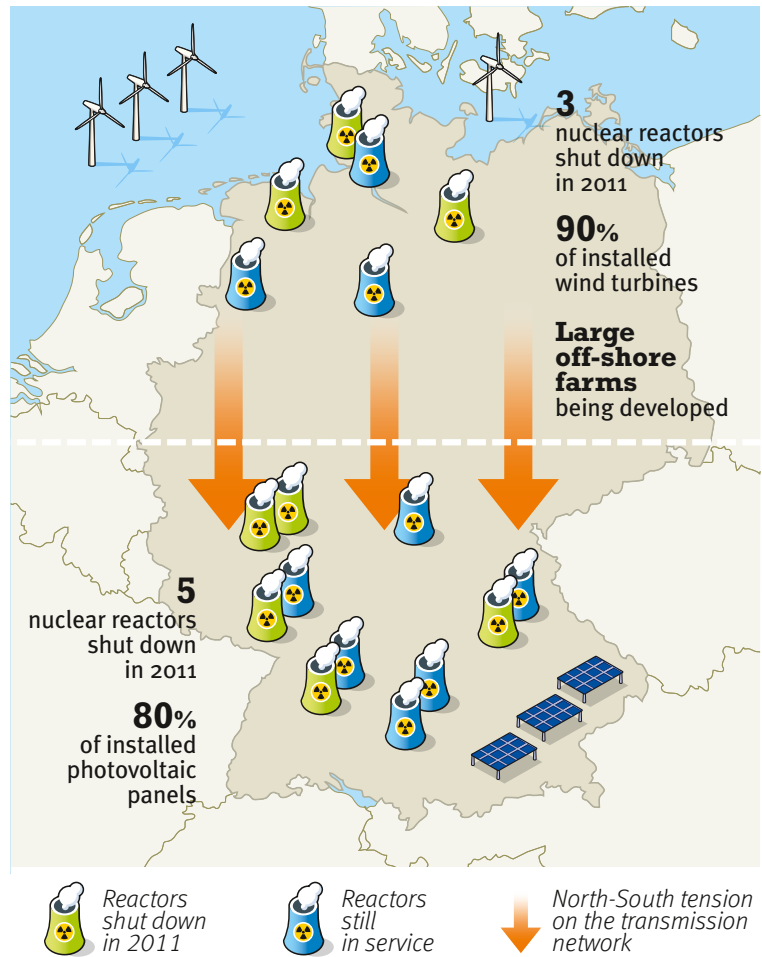 3
nuclear reactors
shut down
in 2011
90%
of installed
wind turbines
Large
off-shore
farms
being developed
5
nuclear reactors
shut down
in 2011
80%
of installed
photovoltaic
panels
Reactors
shut down
in 2011
Reactors
still
in service
North-South tension
on the transmission
network